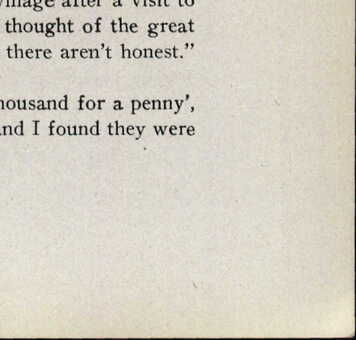 after a visit to
thought of the great
there aren't honest.”
housand for a penny’,
nd I found they were